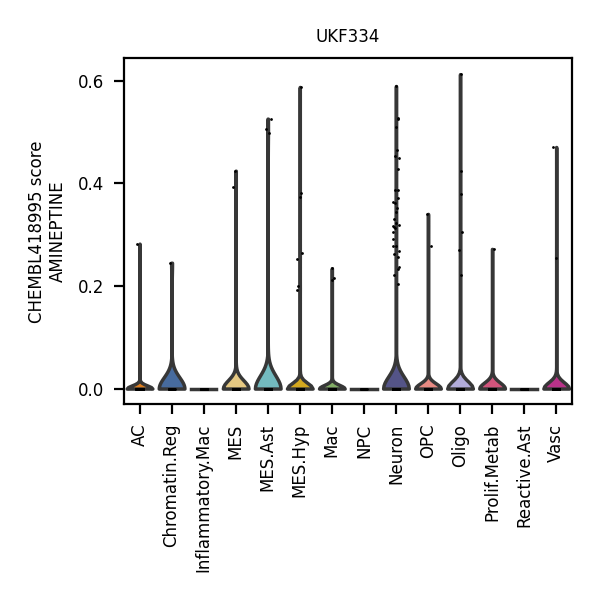 UKF334
CHEMBL418995 score
AMINEPTINE
0.6
0.4
0.2
0.0
AC
Chromatin.Reg
Inflammatory.Mac
MES
MES.Ast
MES.Hyp
Mac
NPC
Neuron
OPC
Oligo
Prolif.Metab
Reactive.Ast
Vasc